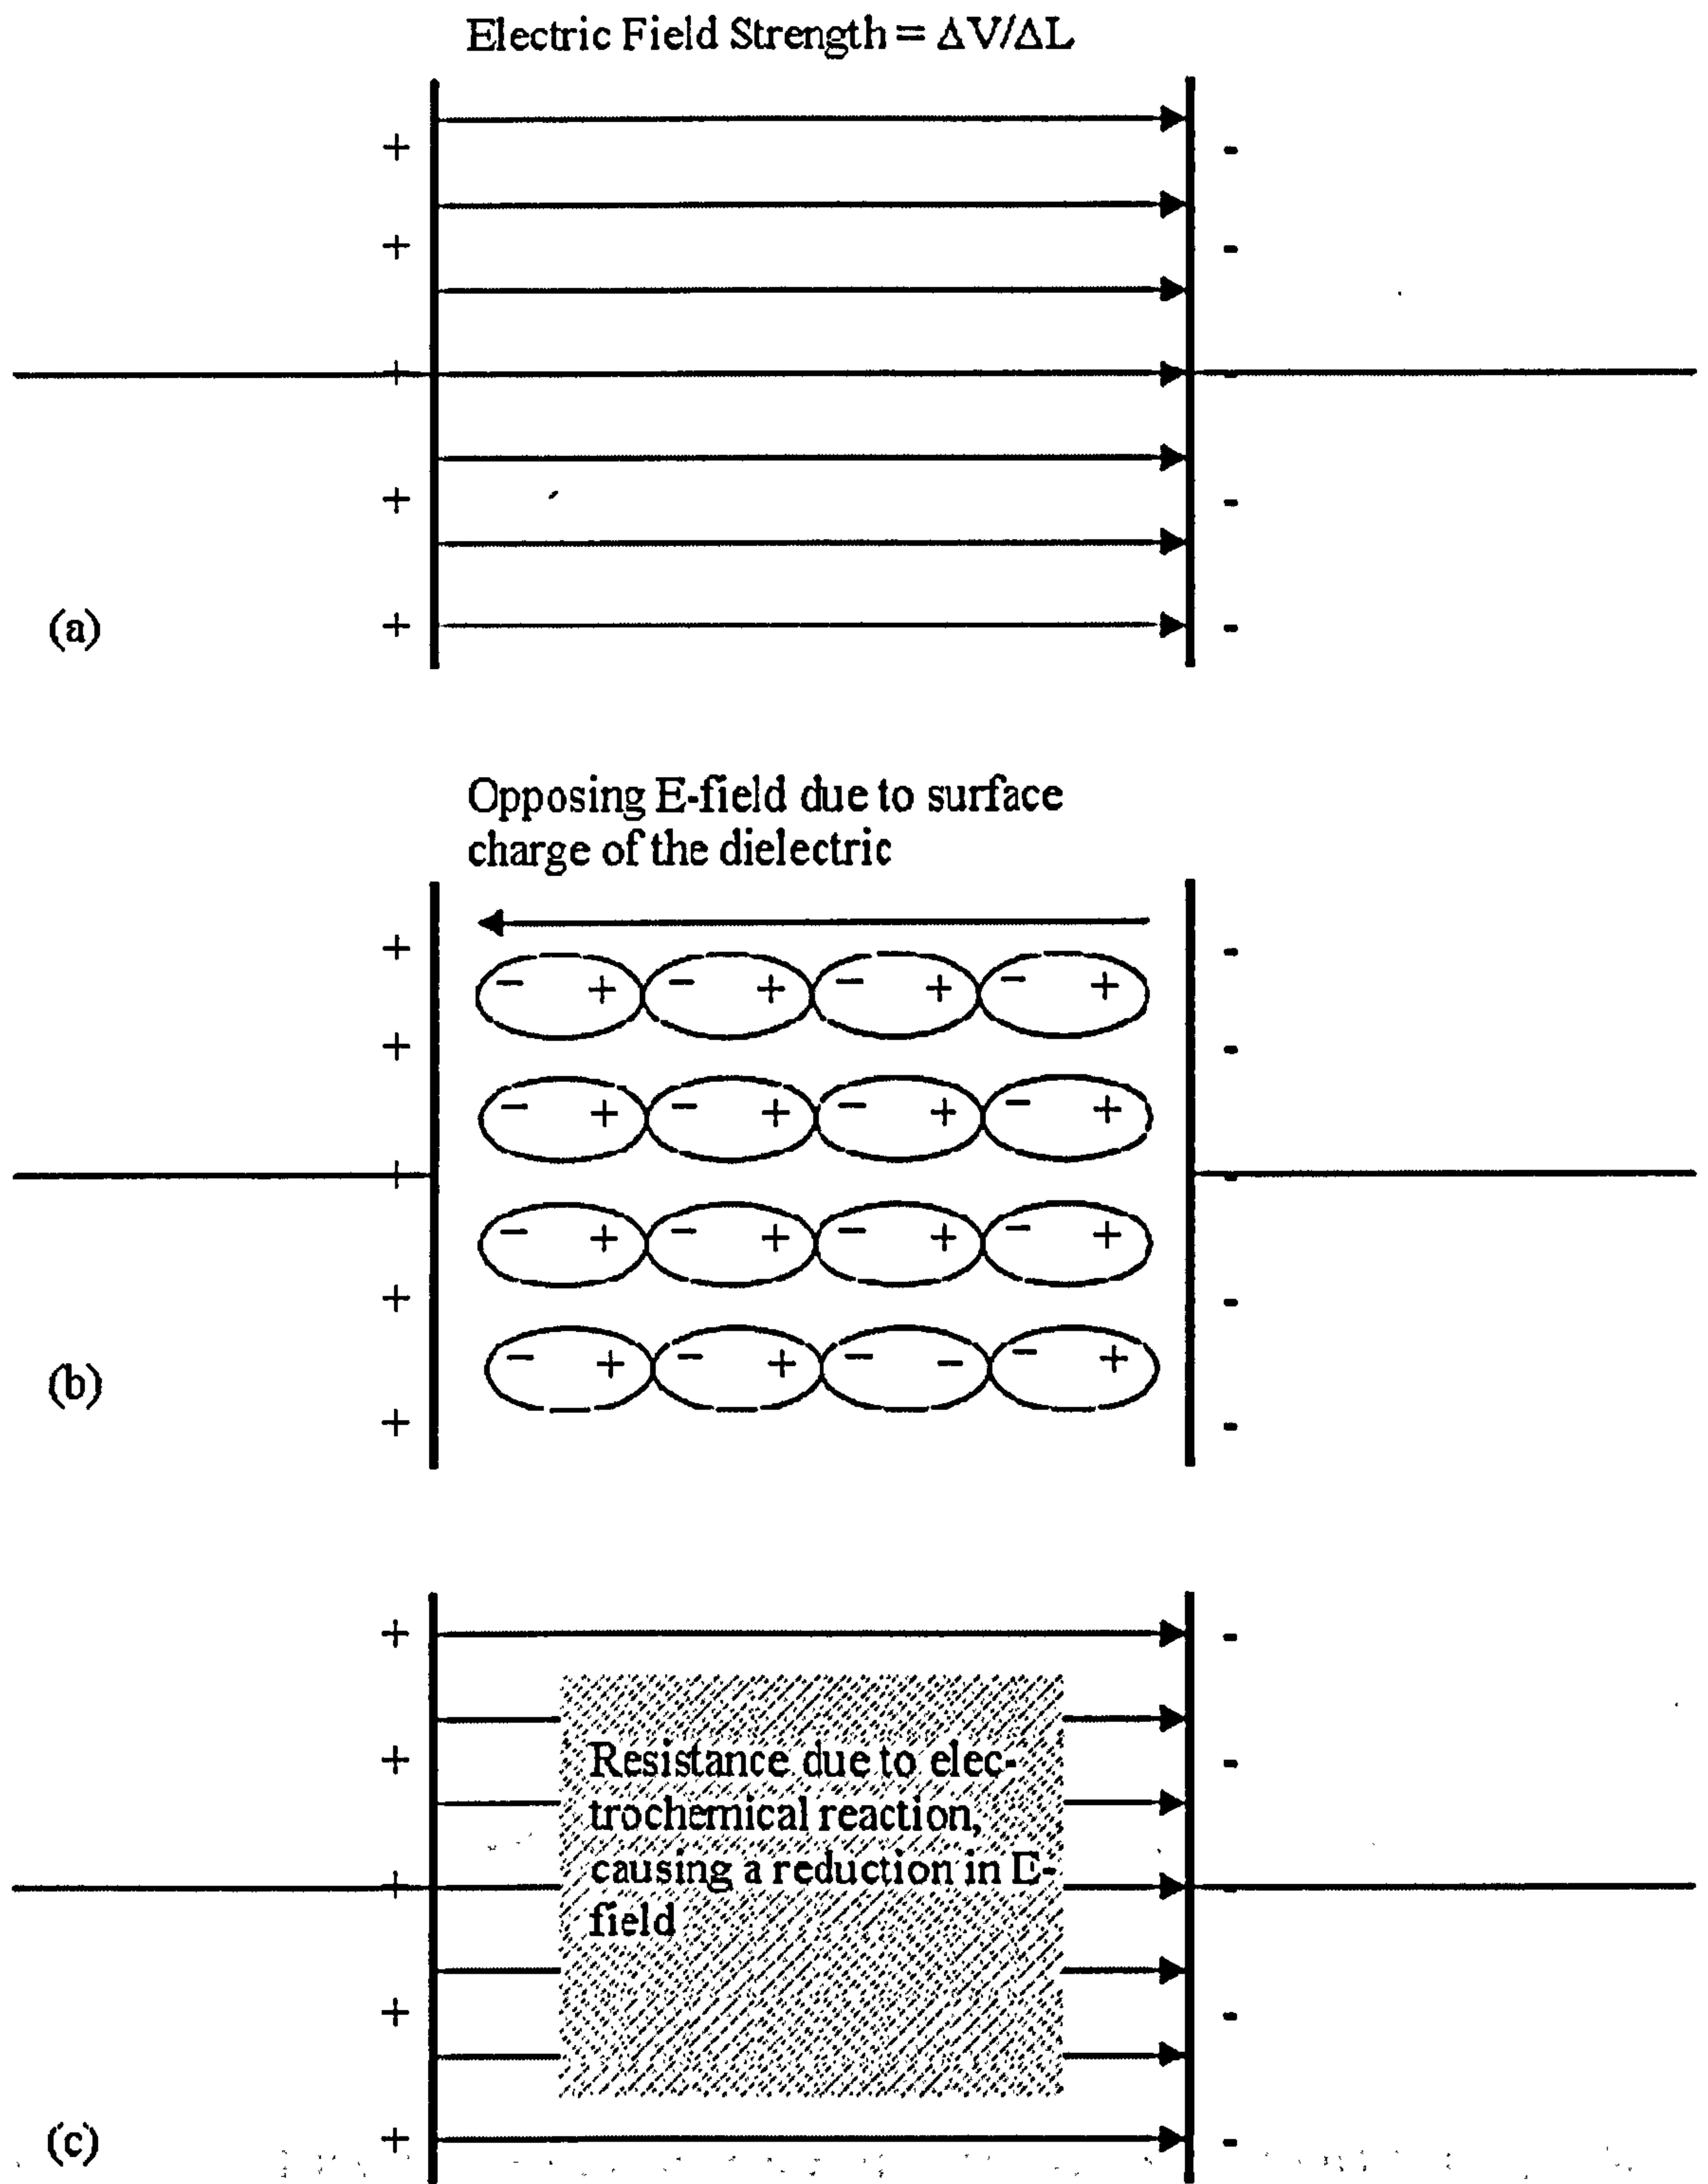 Electric Field Strength = ΔV/ΔL
+ -
+ -
+ -
+ -
(a) + -
Opposing E-field due to surface
charge of the dielectric
+ -
- + - + - + - +
+ -
- + - + - + - +
+ -
- + - + - + - +
+ -
- + - + - - - +
(b)
+ -
+ -
Resistance due to elec-
+ -
trochemical reaction,
causing a reduction in E-
+ -
field
+ -
(c) + -